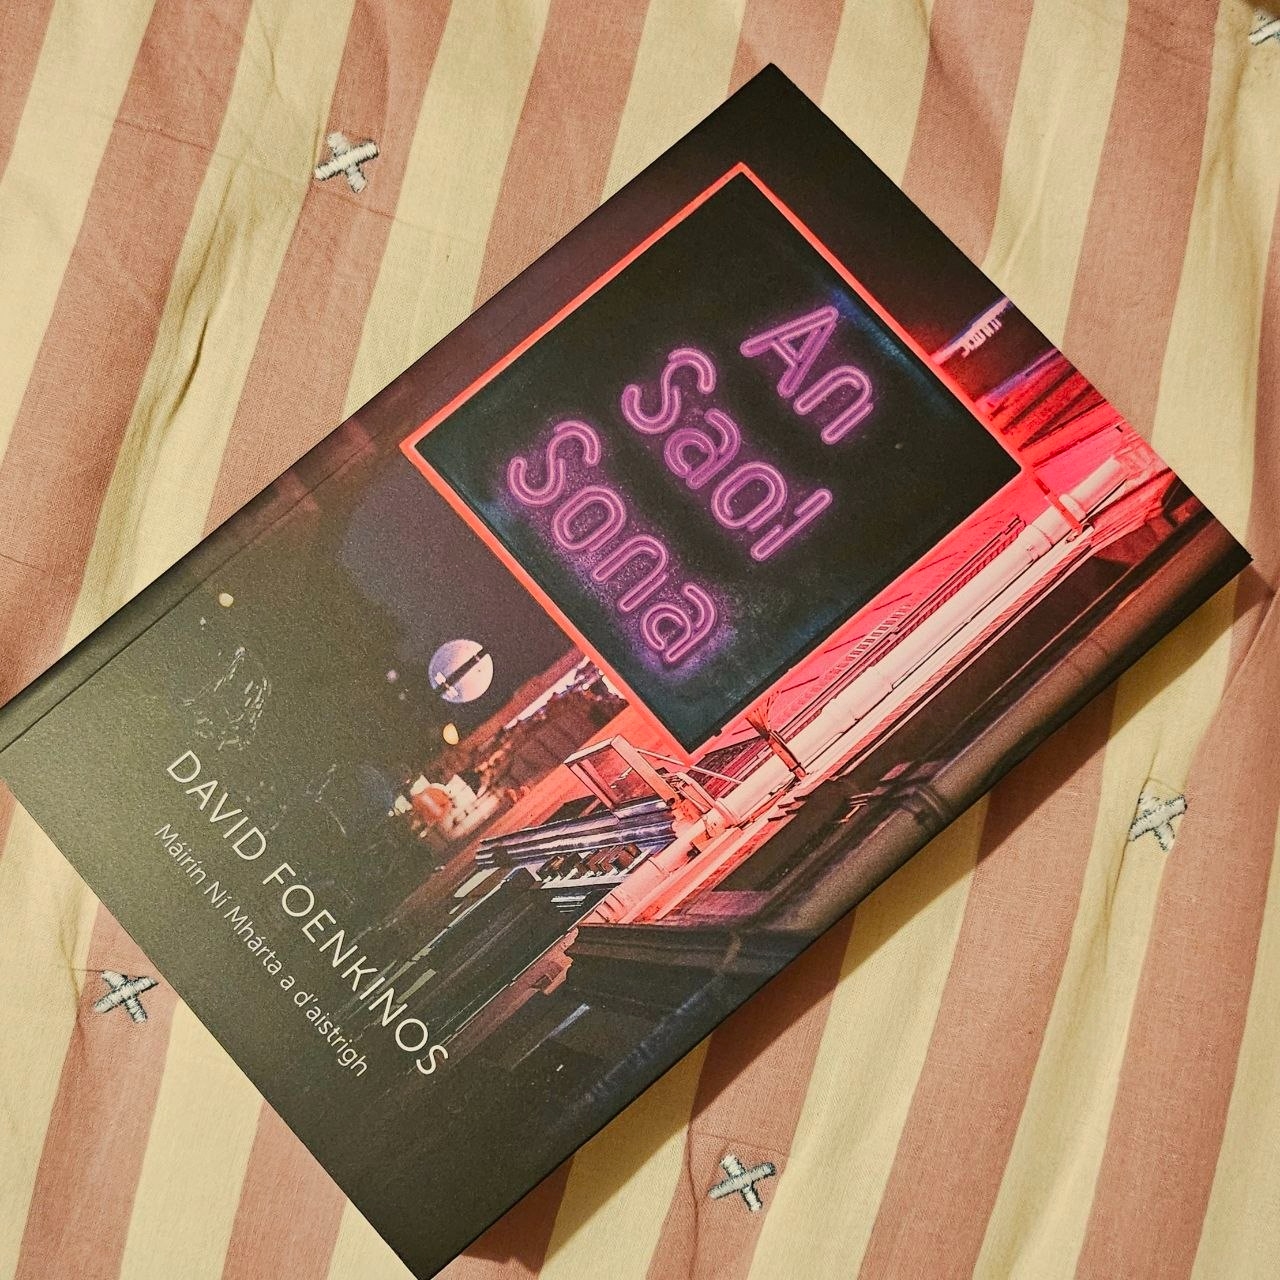 An
saol
sona
DAVID FOENKINOS
Máirín Ní Mhárta a d'aistrigh